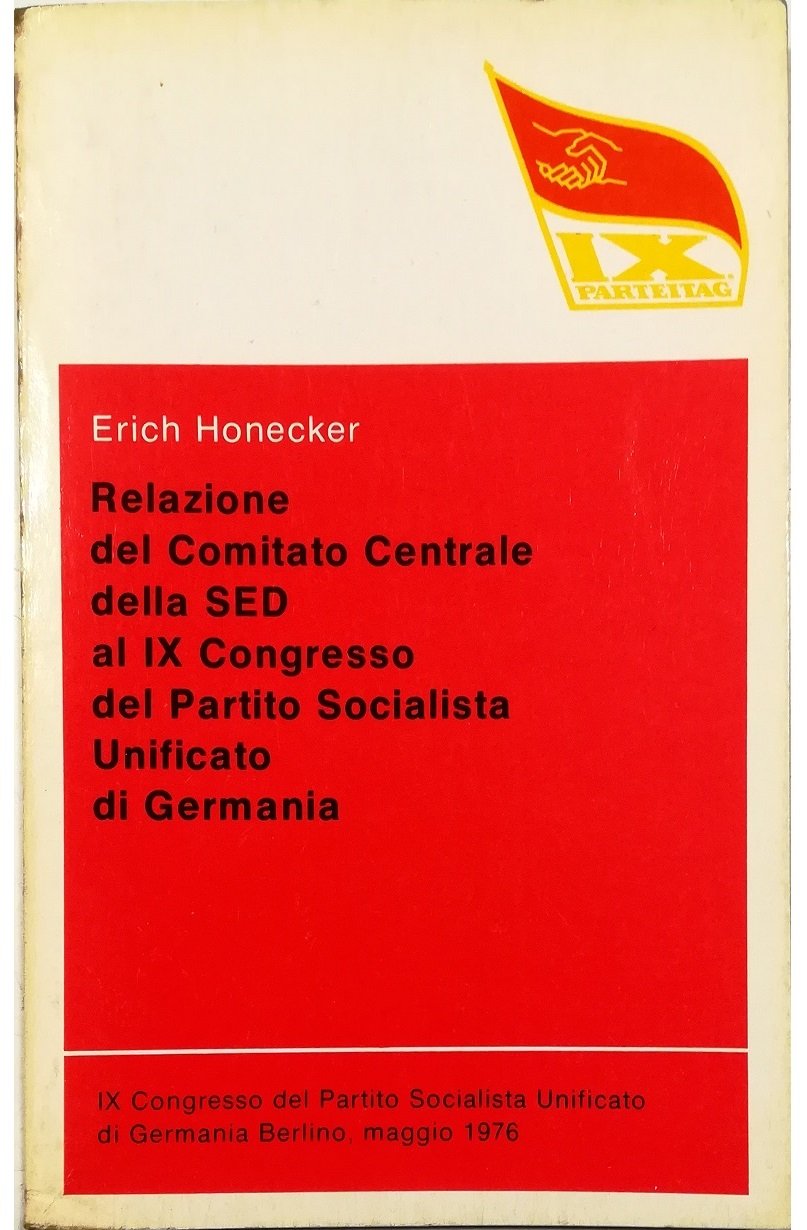 IX.
PARTEITAG
Erich Honecker
Relazione
del Comitato Centrale
della SED
al IX Congresso
del Partito Socialista
Unificato
di Germania
IX Congresso del Partito Socialista Unificato
di Germania Berlino, maggio 1976